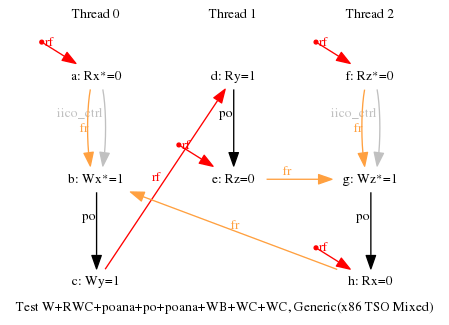 Thread 0 Thread 1 Thread 2
rf rf
a: Rx*=0 d: Ry=1 f: Rz*=0
iico_ctrl po iico_ctrl
fr fr
rf
rf fr
b: Wx*=1 e: Rz=0 g: Wz*=1
po fr po
rf
c: Wy=1 h: Rx=0
Test W+RWC+poana+po+poana+WB+WC+WC, Generic(x86 TSO Mixed)